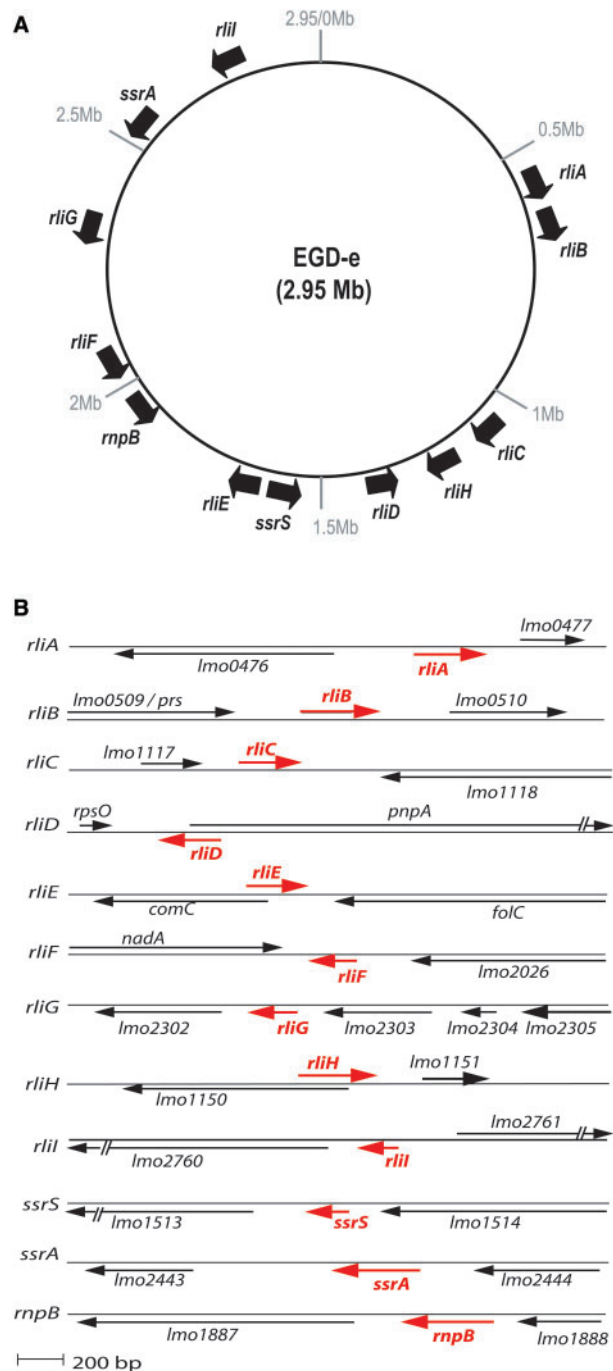 A
2.95/0Mb
rliI
ssrA
2.5Mb
0.5Mb
rliA
rliG
rliB
EGD-e
(2.95 Mb)
rliF
2Mb
rnpB
1Mb
rliC
rliH
rliE
ssrS
1.5Mb
rliD
B
rliA
lmo0477
lmo0476
rliA
rliB
lmo0509 / prs
rliB
lmo0510
rliC
lmo1117
rliC
lmo1118
rliD
rpsO
pnpA
rliD
rliE
rliE
comC
folC
rliF
nadA
rliF
lmo2026
rliG
lmo2302
rliG
lmo2303
lmo2304
lmo2305
rliH
rliH
lmo1151
lmo1150
rliI
lmo2761
lmo2760
rliI
ssrS
lmo1513
ssrS
lmo1514
ssrA
lmo2443
ssrA
lmo2444
rnpB
lmo1887
rnpB
lmo1888
200 bp